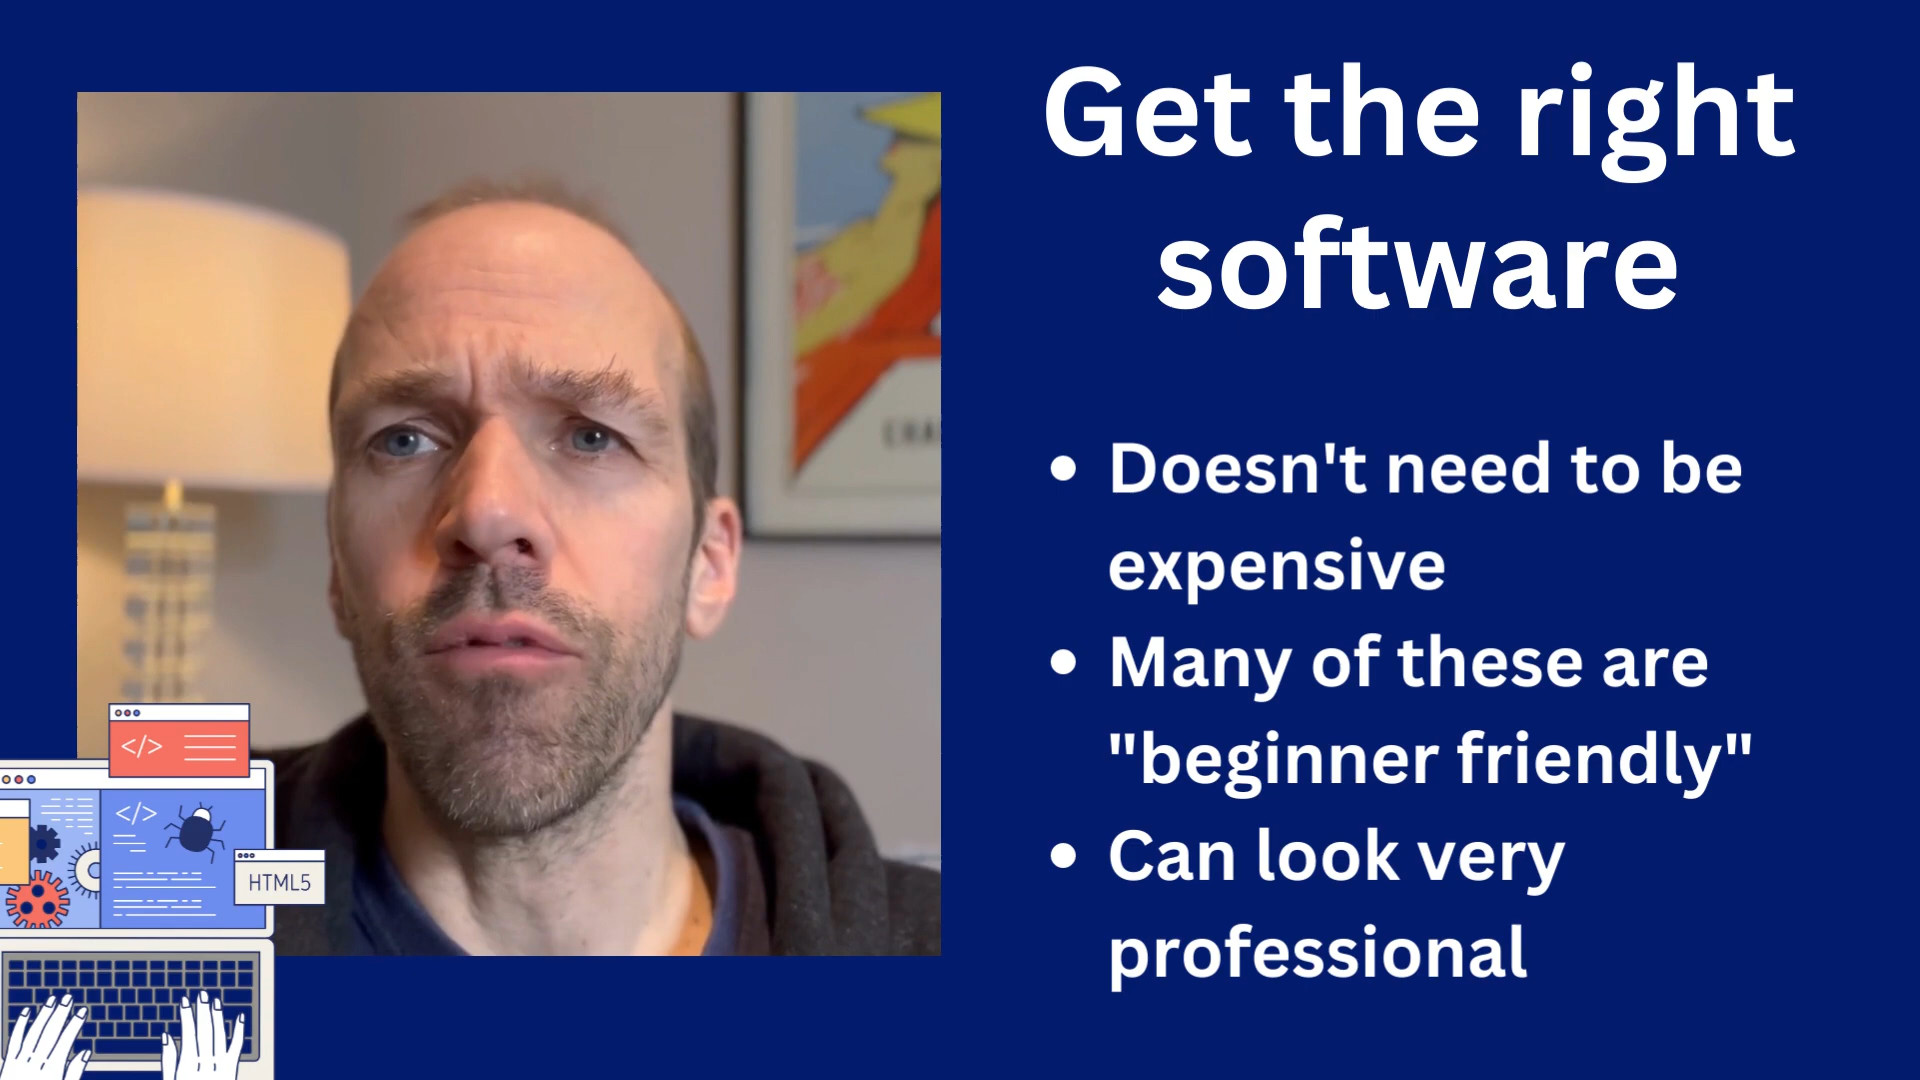 Get the right
software
• Doesn't need to be
expensive
• Many of these are
"beginner friendly"
• Can look very
professional
</>
</>
HTML5